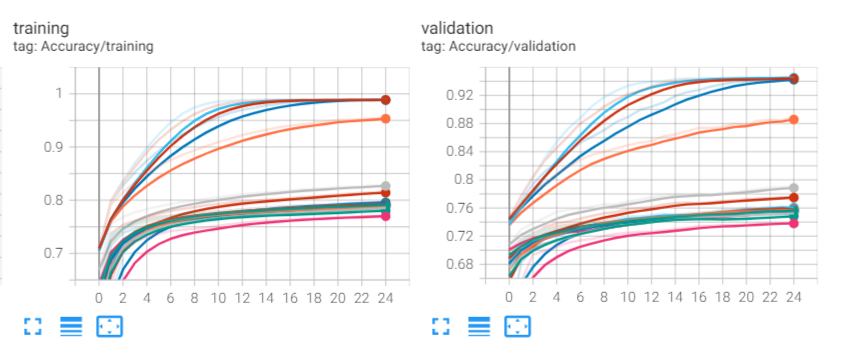 training
tag: Accuracy/training
1
0.9
0.8
0.7
0 2 4 6 8 10 12 14 16 18 20 22 24
validation
tag: Accuracy/validation
0.92
0.88
0.84
0.8
0.76
0.72
0.68
0 2 4 6 8 10 12 14 16 18 20 22 24